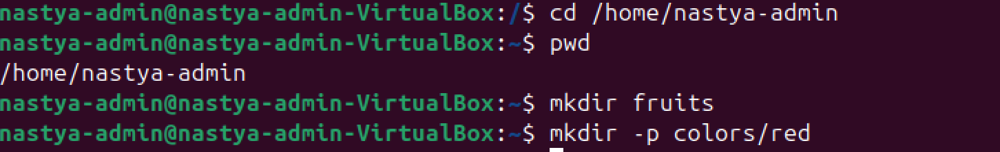 nastya-admin@nastya-admin-VirtualBox:/$ cd /home/nastya-admin
nastya-admin@nastya-admin-VirtualBox:~$ pwd
/home/nastya-admin
nastya-admin@nastya-admin-VirtualBox:~$ mkdir fruits
nastya-admin@nastya-admin-VirtualBox:~$ mkdir -p colors/red